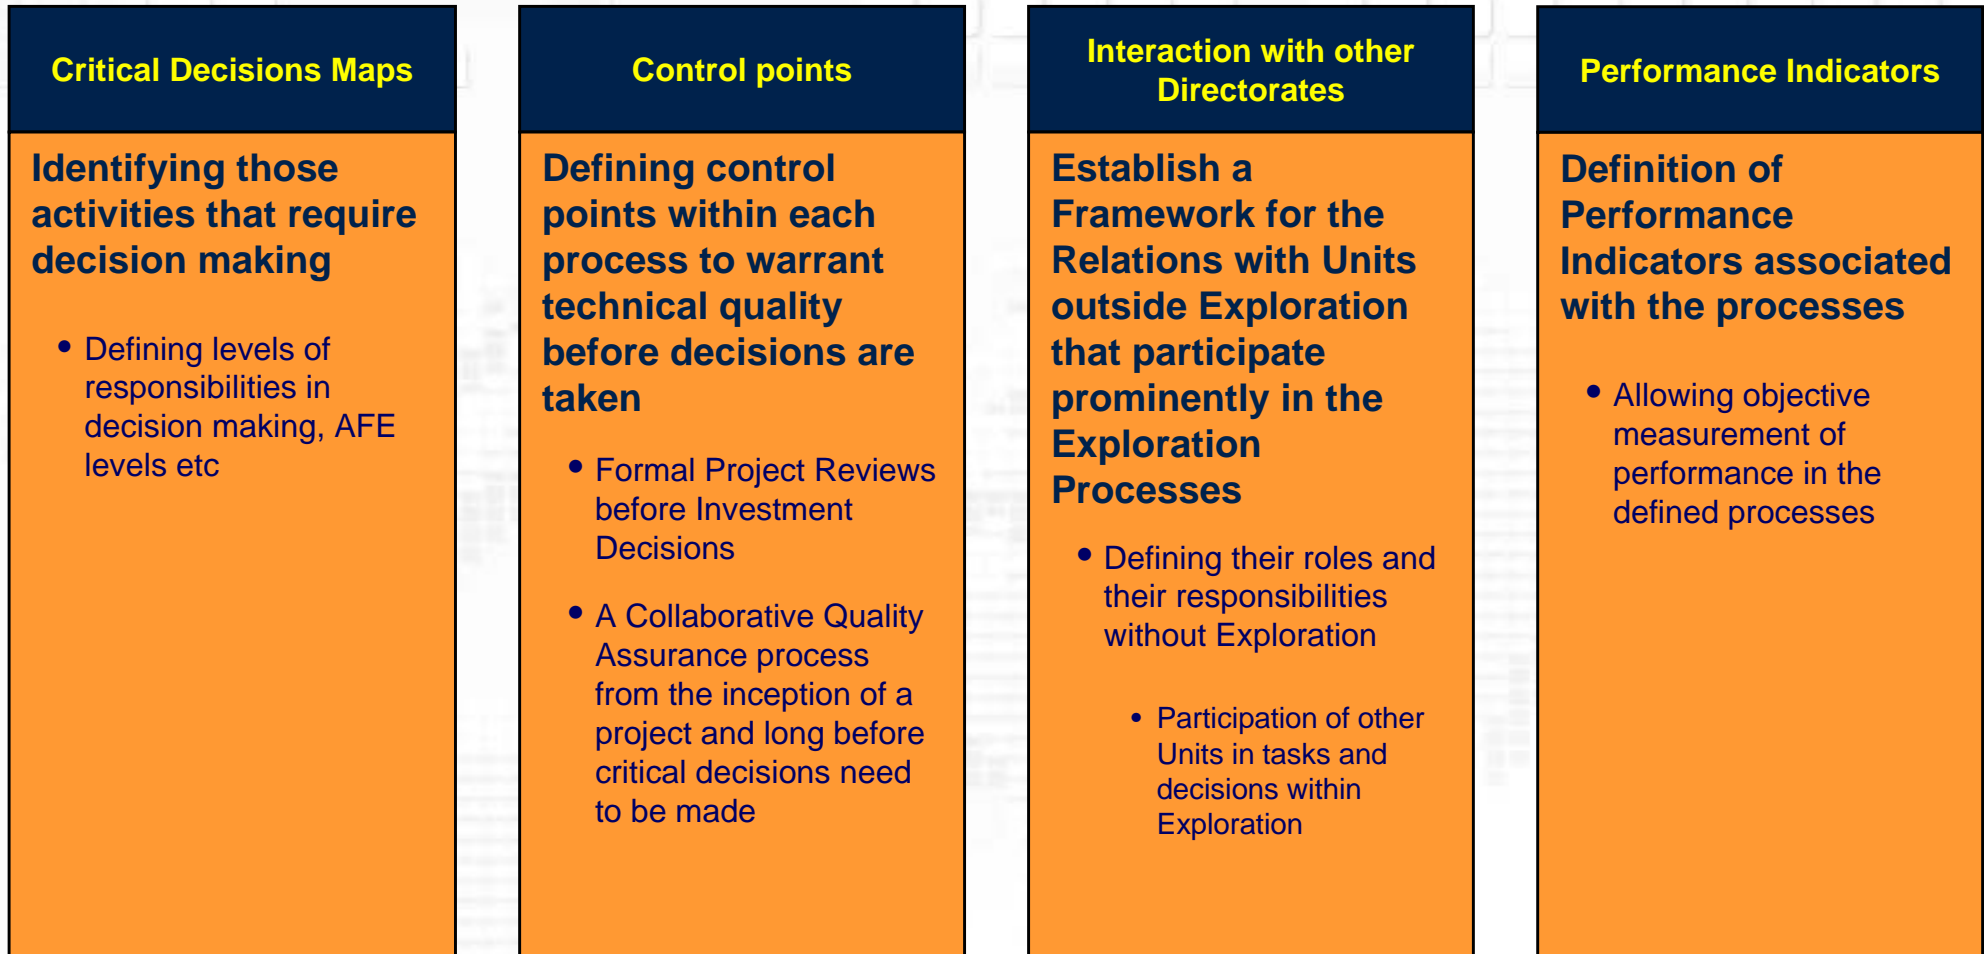 Critical Decisions Maps
Identifying those
activities that require
decision making
• Defining levels of
responsibilities in
decision making, AFE
levels etc
Control points
Defining control
points within each
process to warrant
technical quality
before decisions are
taken
• Formal Project Reviews
before Investment
Decisions
• A Collaborative Quality
Assurance process
from the inception of a
project and long before
critical decisions need
to be made
Interaction with other
Directorates
Establish a
Framework for the
Relations with Units
outside Exploration
that participate
prominently in the
Exploration
Processes
• Defining their roles and
their responsibilities
without Exploration
• Participation of other
Units in tasks and
decisions within
Exploration
Performance Indicators
Definition of
Performance
Indicators associated
with the processes
• Allowing objective
measurement of
performance in the
defined processes